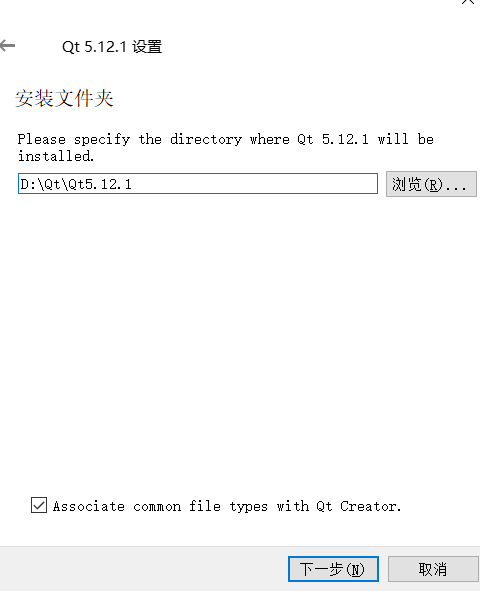 Qt 5.12.1 设置
安装文件夹
Please specify the directory where Qt 5.12.1 will be
installed.
D:\Qt\Qt5.12.1
浏览(R)...
Associate common file types with Qt Creator.
下一步(N)
取消